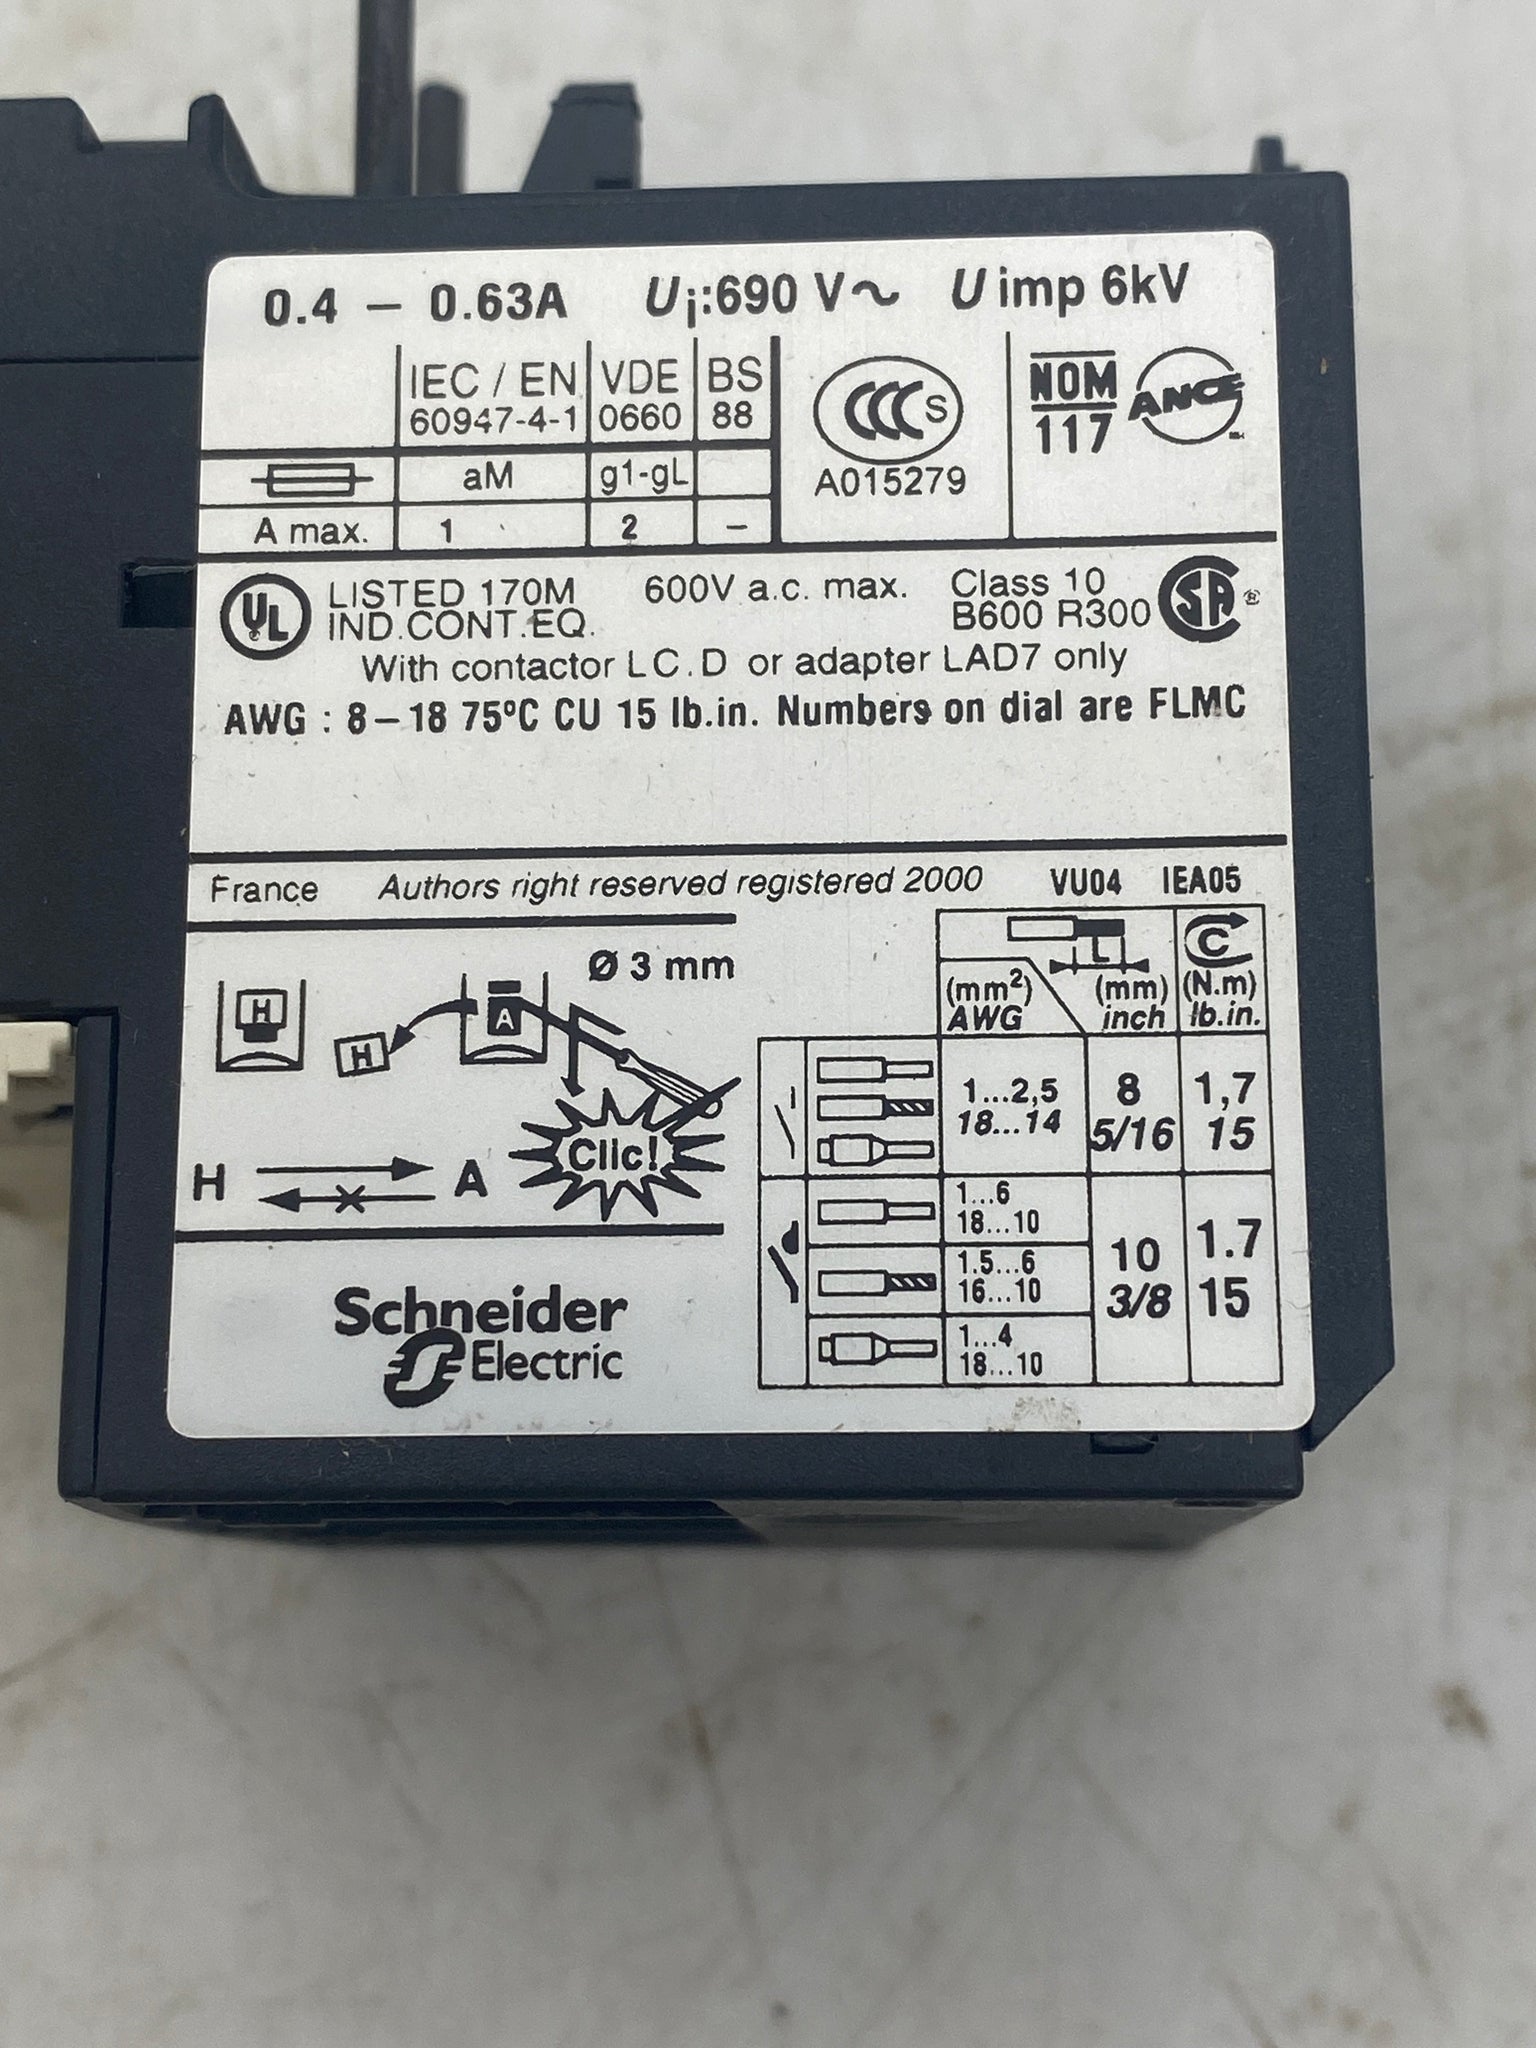 0.4 – 0.63A Ui:690 V~ U imp 6kV
IEC / EN VDE BS
60947-4-1 0660 88
aM g1-gL
A max. 1 2 –
CCC S
A015279
NOM
117
ANCE
UL LISTED 170M 600V a.c. max. Class 10
IND.CONT.EQ. B600 R300 SA ®
With contactor LC.D or adapter LAD7 only
AWG : 8–18 75°C CU 15 lb.in. Numbers on dial are FLMC
France Authors right reserved registered 2000 VU04 IEA05
Ø 3 mm
H
H
A
Clic!
H A
Schneider
Electric
L C
(mm²) (mm) (N.m)
AWG inch lb.in.
1...2,5 8 1,7
18...14 5/16 15
1...6
18...10
1.5...6 10 1.7
16...10 3/8 15
1...4
18...10